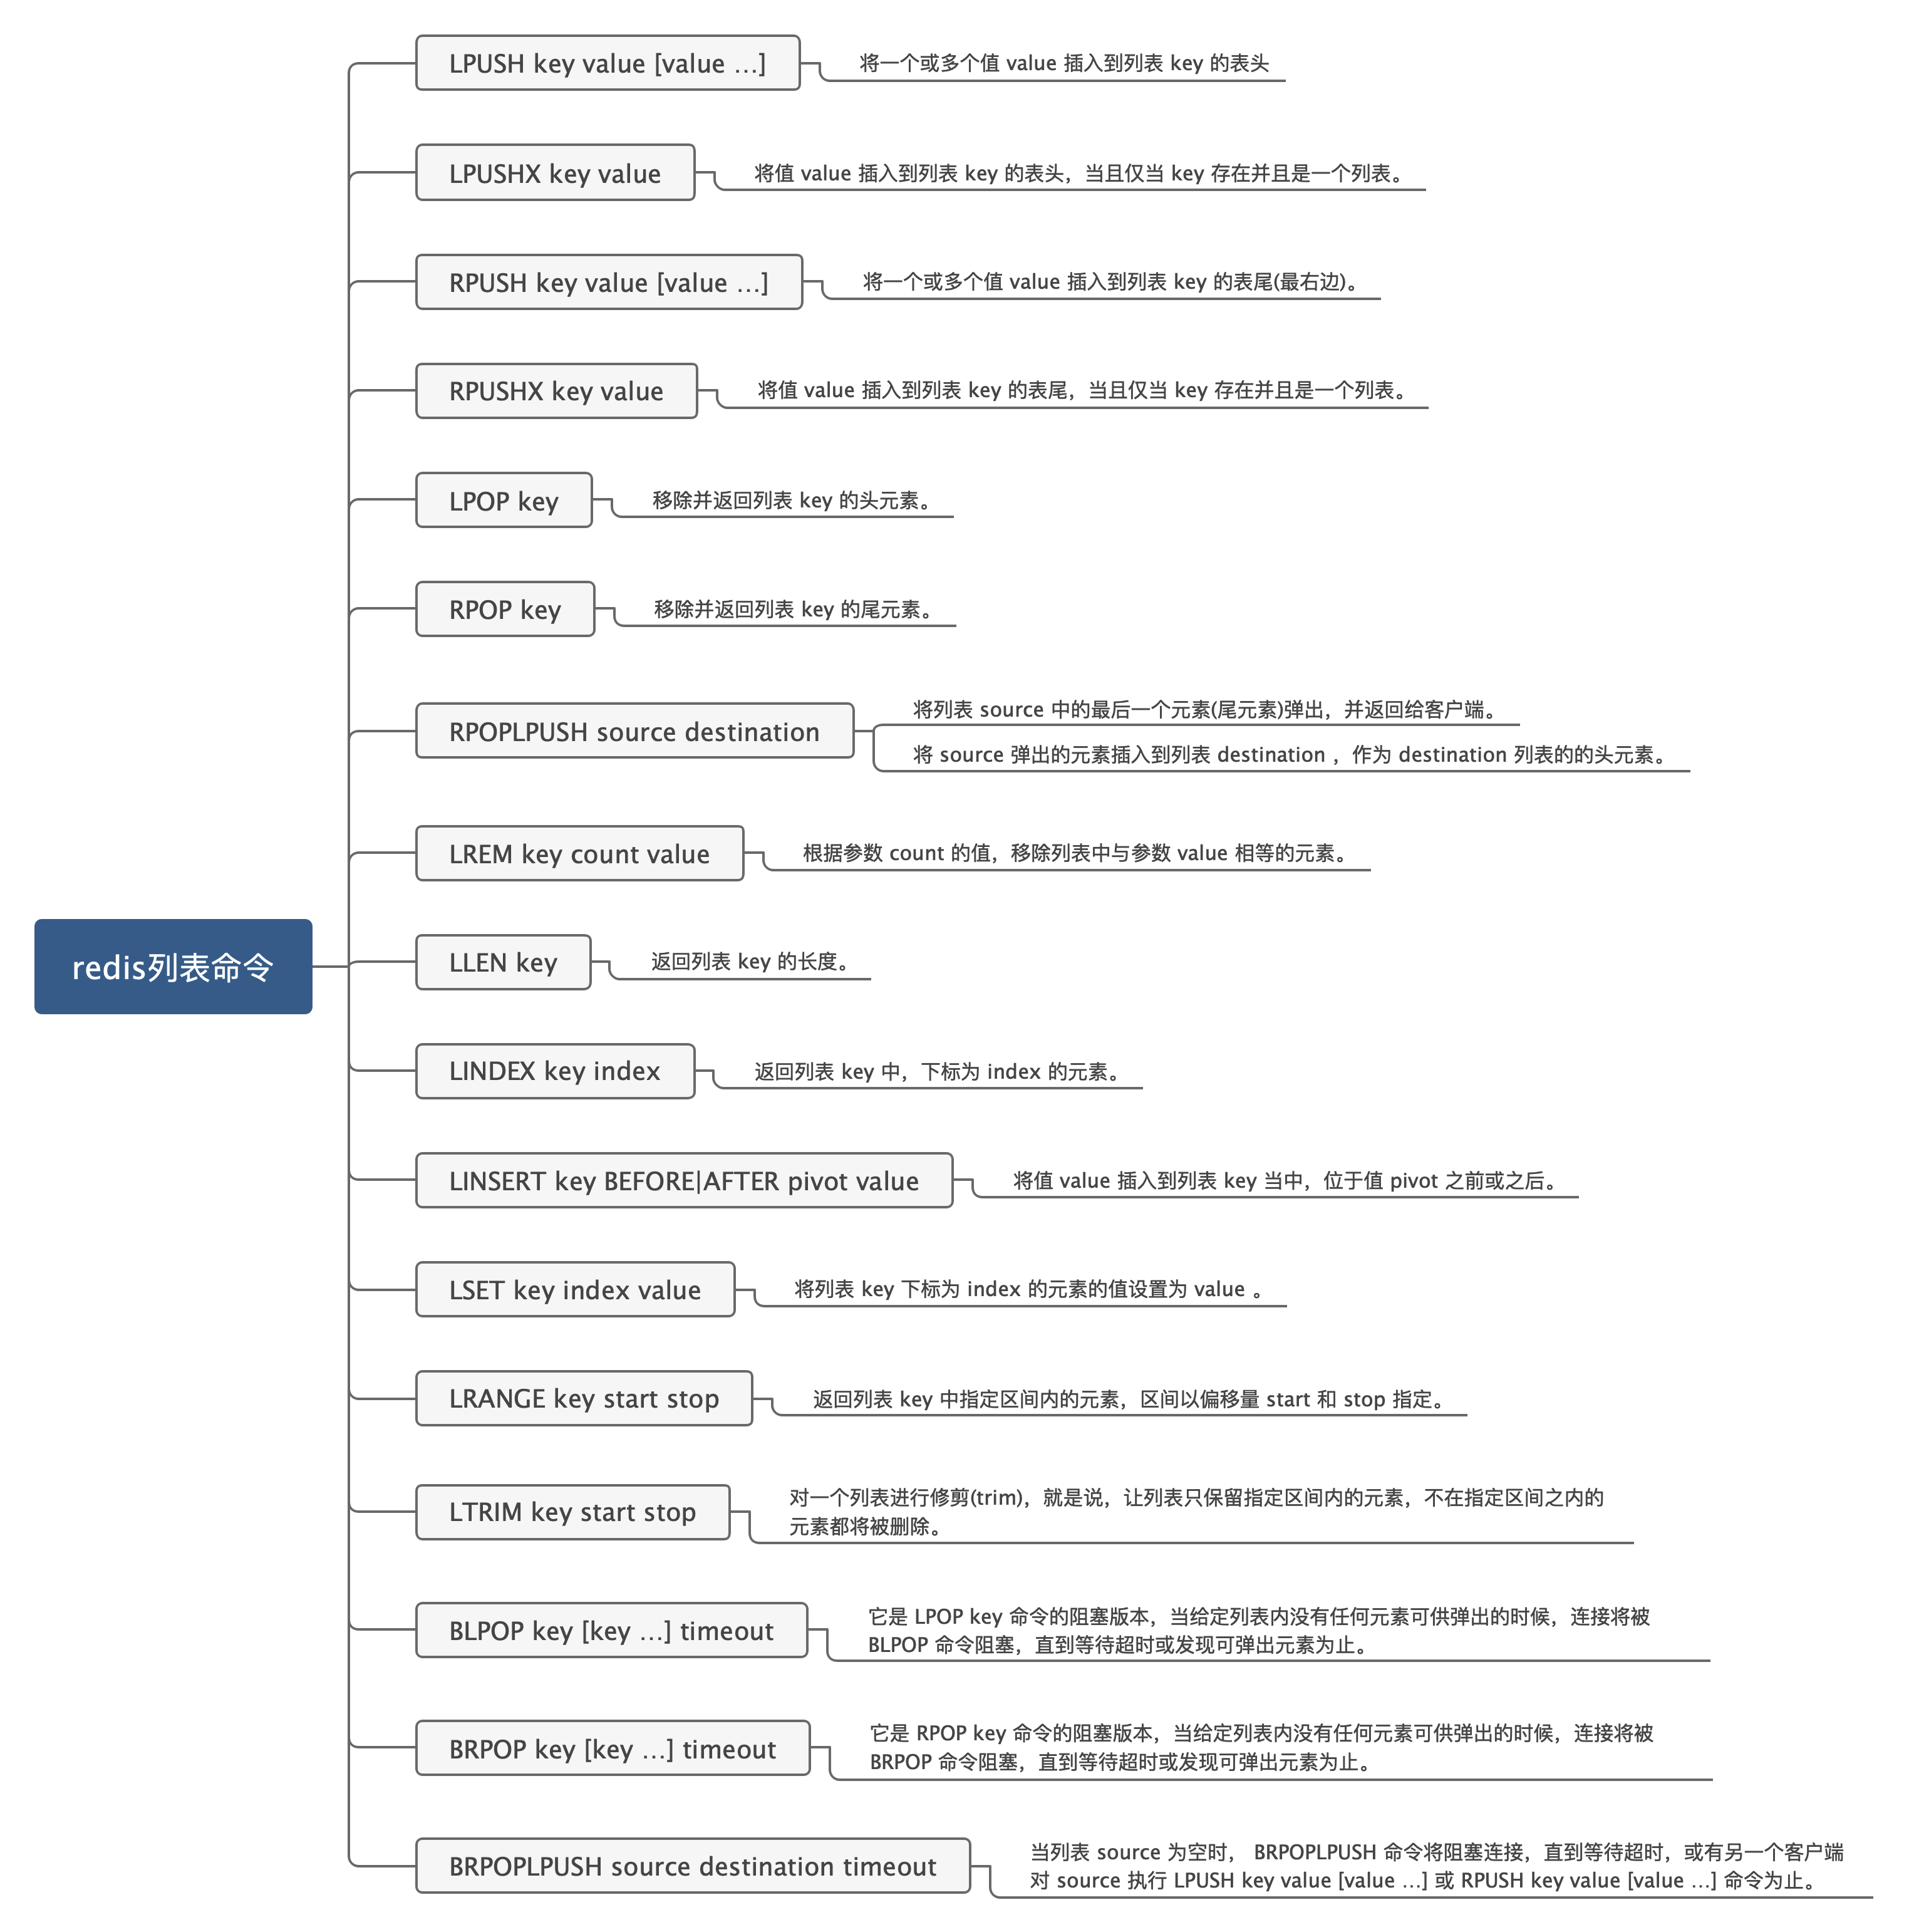 LPUSH key value [value …]
将一个或多个值 value 插入到列表 key 的表头
LPUSHX key value
将值 value 插入到列表 key 的表头，当且仅当 key 存在并且是一个列表。
RPUSH key value [value …]
将一个或多个值 value 插入到列表 key 的表尾(最右边)。
RPUSHX key value
将值 value 插入到列表 key 的表尾，当且仅当 key 存在并且是一个列表。
LPOP key
移除并返回列表 key 的头元素。
RPOP key
移除并返回列表 key 的尾元素。
RPOPLPUSH source destination
将列表 source 中的最后一个元素(尾元素)弹出，并返回给客户端。
将 source 弹出的元素插入到列表 destination ，作为 destination 列表的的头元素。
LREM key count value
根据参数 count 的值，移除列表中与参数 value 相等的元素。
redis列表命令
LLEN key
返回列表 key 的长度。
LINDEX key index
返回列表 key 中，下标为 index 的元素。
LINSERT key BEFORE|AFTER pivot value
将值 value 插入到列表 key 当中，位于值 pivot 之前或之后。
LSET key index value
将列表 key 下标为 index 的元素的值设置为 value 。
LRANGE key start stop
返回列表 key 中指定区间内的元素，区间以偏移量 start 和 stop 指定。
LTRIM key start stop
对一个列表进行修剪(trim)，就是说，让列表只保留指定区间内的元素，不在指定区间之内的
元素都将被删除。
BLPOP key [key …] timeout
它是 LPOP key 命令的阻塞版本，当给定列表内没有任何元素可供弹出的时候，连接将被
BLPOP 命令阻塞，直到等待超时或发现可弹出元素为止。
BRPOP key [key …] timeout
它是 RPOP key 命令的阻塞版本，当给定列表内没有任何元素可供弹出的时候，连接将被
BRPOP 命令阻塞，直到等待超时或发现可弹出元素为止。
BRPOPLPUSH source destination timeout
当列表 source 为空时， BRPOPLPUSH 命令将阻塞连接，直到等待超时，或有另一个客户端
对 source 执行 LPUSH key value [value …] 或 RPUSH key value [value …] 命令为止。